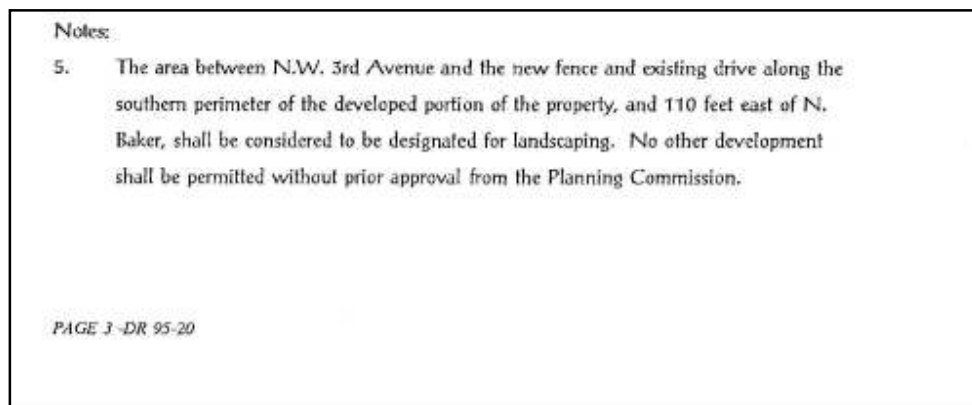 Notes:
5. The area between N.W. 3rd Avenue and the new fence and existing drive along the
southern perimeter of the developed portion of the property, and 110 feet east of N.
Baker, shall be considered to be designated for landscaping. No other development
shall be permitted without prior approval from the Planning Commission.
PAGE 3 -DR 95-20